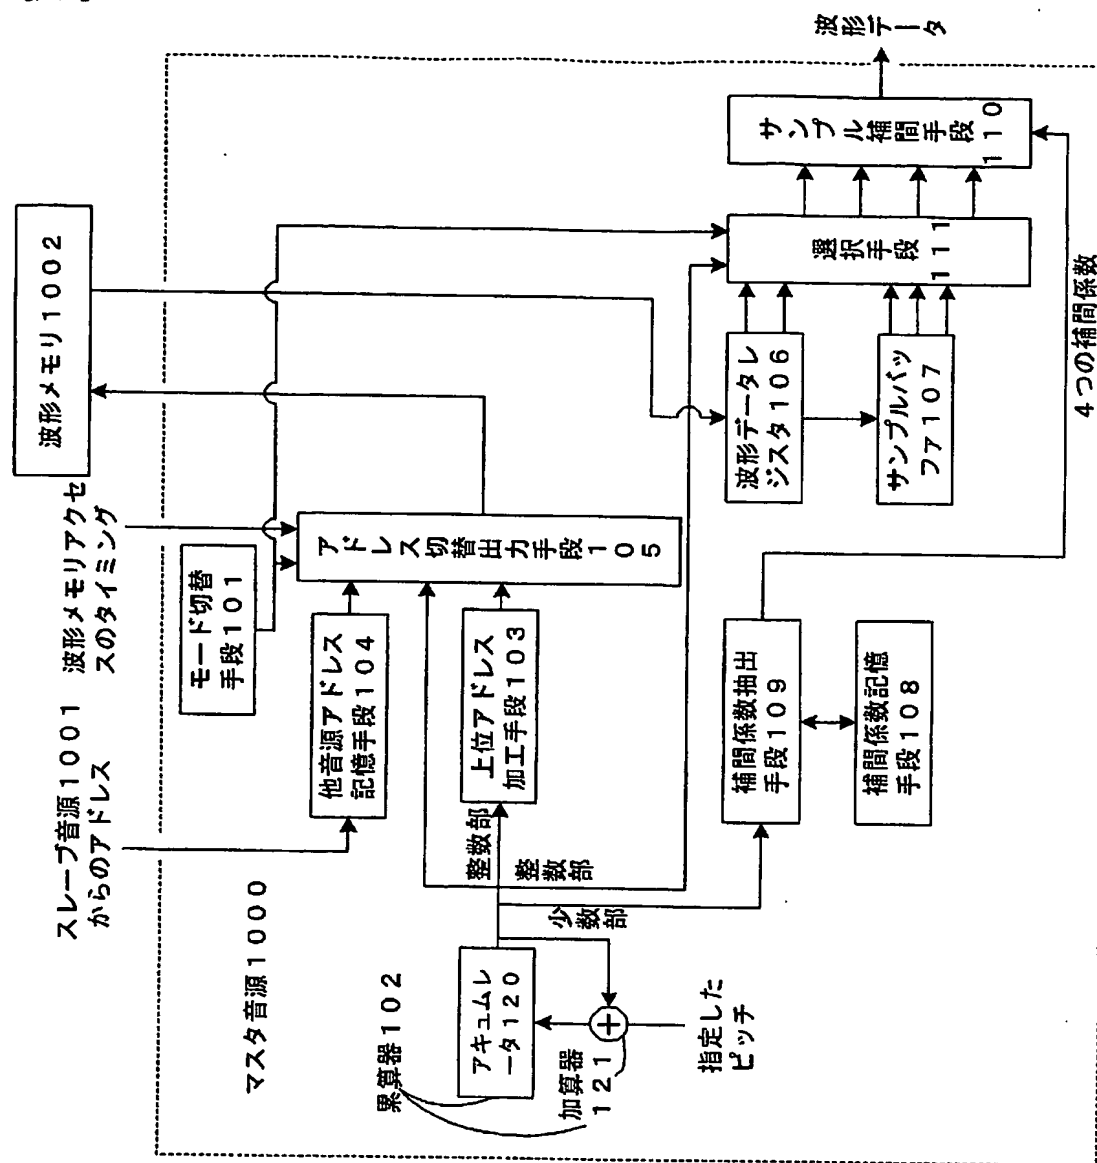 スレーブ音源1001
からのアドレス
波形メモリアクセ
スのタイミング
波形メモリ1002
マスタ音源1000
モード切替
手段101
他音源アドレス
記憶手段104
上位アドレス
加工手段103
アドレス切替出力手段105
整数部
整数部
少数部
累算器102
アキュムレ
ータ120
加算器
121
指定した
ピッチ
波形データレ
ジスタ106
サンプルバッ
ファ107
選択手段111
サンプル補間手段110
波形データ
補間係数抽出
手段109
補間係数記憶
手段108
4つの補間係数